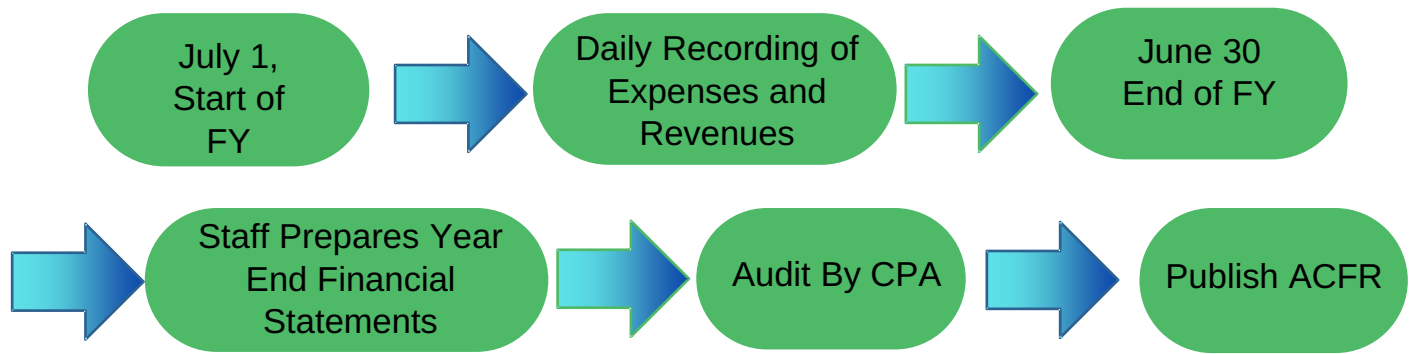 July 1,
Start of
FY
Daily Recording of
Expenses and
Revenues
June 30
End of FY
Staff Prepares Year
End Financial
Statements
Audit By CPA
Publish ACFR